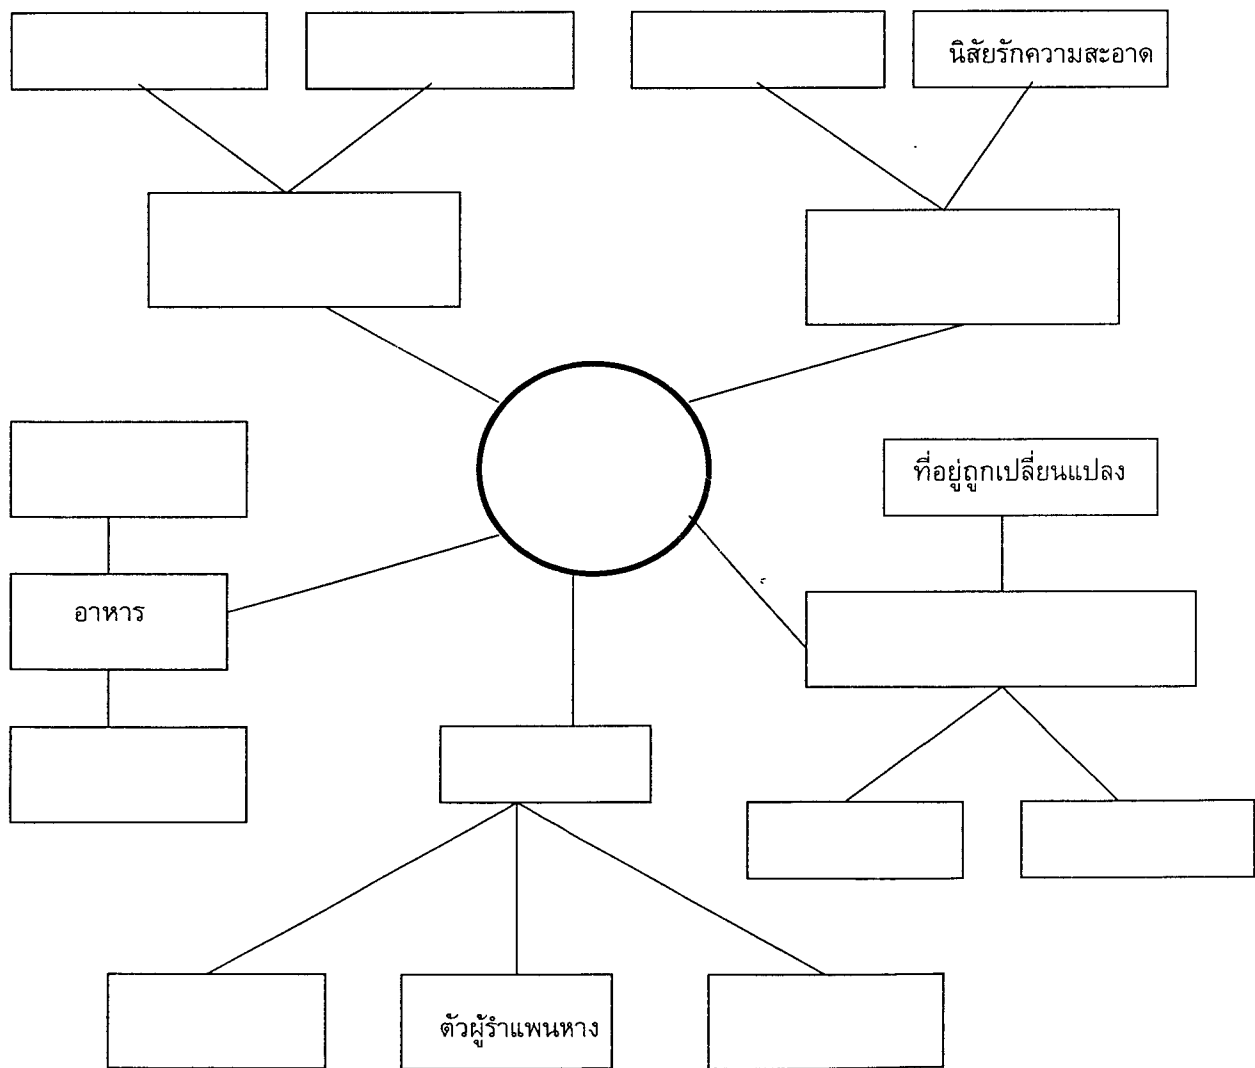 นิสัยรักความสะอาด
ที่อยู่ถูกเปลี่ยนแปลง
อาหาร
ตัวผู้รำแพนหาง